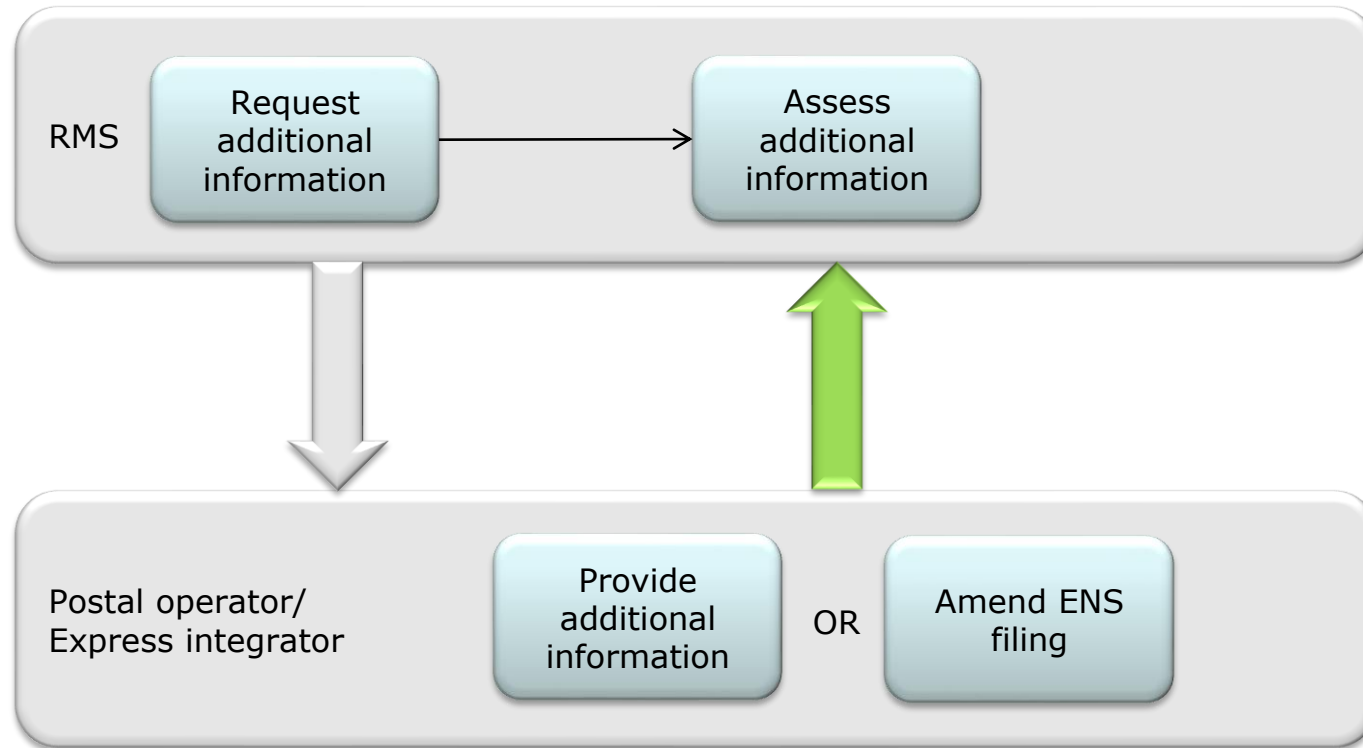 RMS
Request
additional
information
Assess
additional
information
Postal operator/
Express integrator
Provide
additional
information
OR
Amend ENS
filing